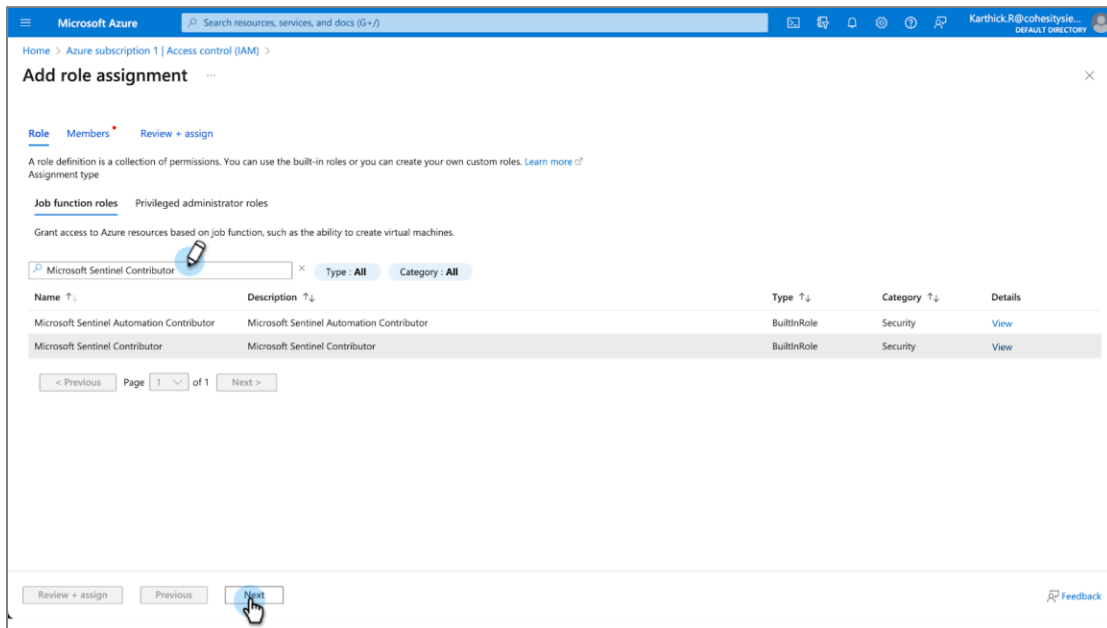 Microsoft Azure
Search resources, services, and docs (G+/)
Karthick.R@cohesitysie...
DEFAULT DIRECTORY
Home > Azure subscription 1 | Access control (IAM) >
Add role assignment ...
Role Members * Review + assign
A role definition is a collection of permissions. You can use the built-in roles or you can create your own custom roles. Learn more
Assignment type
Job function roles Privileged administrator roles
Grant access to Azure resources based on job function, such as the ability to create virtual machines.
Microsoft Sentinel Contributor × Type : All Category : All
Name ↑↓ Description ↑↓ Type ↑↓ Category ↑↓ Details
Microsoft Sentinel Automation Contributor Microsoft Sentinel Automation Contributor BuiltInRole Security View
Microsoft Sentinel Contributor Microsoft Sentinel Contributor BuiltInRole Security View
< Previous Page 1 of 1 Next >
Review + assign Previous Next Feedback